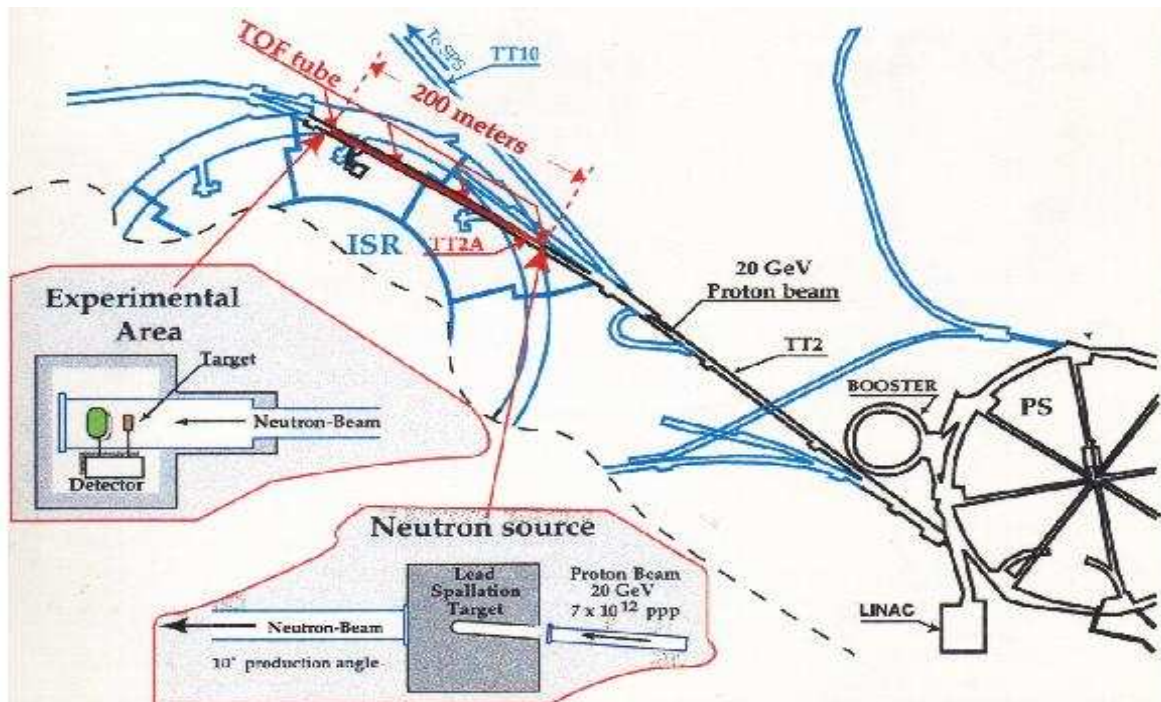 To SPS
TT10
TOF tube
200 meters
ISR
TT2A
20 GeV
Proton beam
TT2
BOOSTER
PS
LINAC
Experimental
Area
Target
Neutron-Beam
Detector
Neutron source
Lead
Spallation
Target
Proton Beam
20 GeV
7 x 10¹² ppp
Neutron-Beam
10° production angle